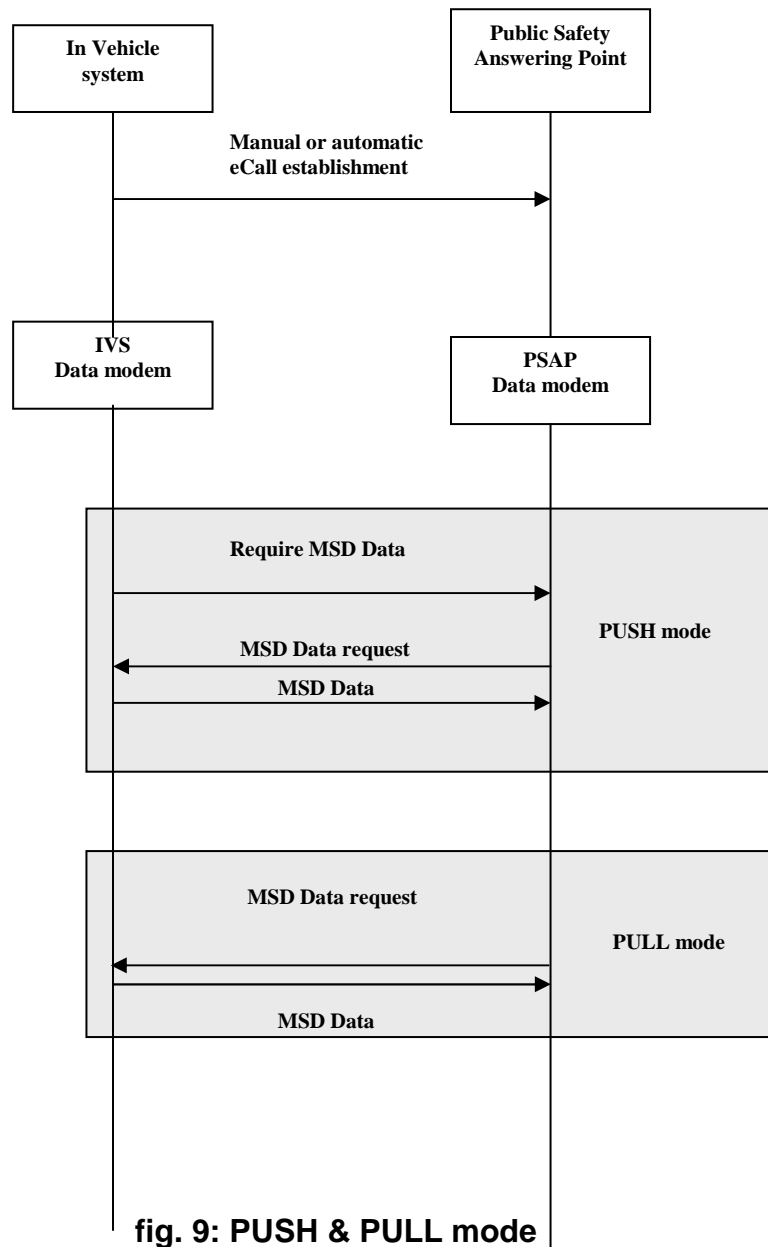 In Vehicle
system
Public Safety
Answering Point
Manual or automatic
eCall establishment
IVS
Data modem
PSAP
Data modem
Require MSD Data
PUSH mode
MSD Data request
MSD Data
MSD Data request
PULL mode
MSD Data
fig. 9: PUSH & PULL mode